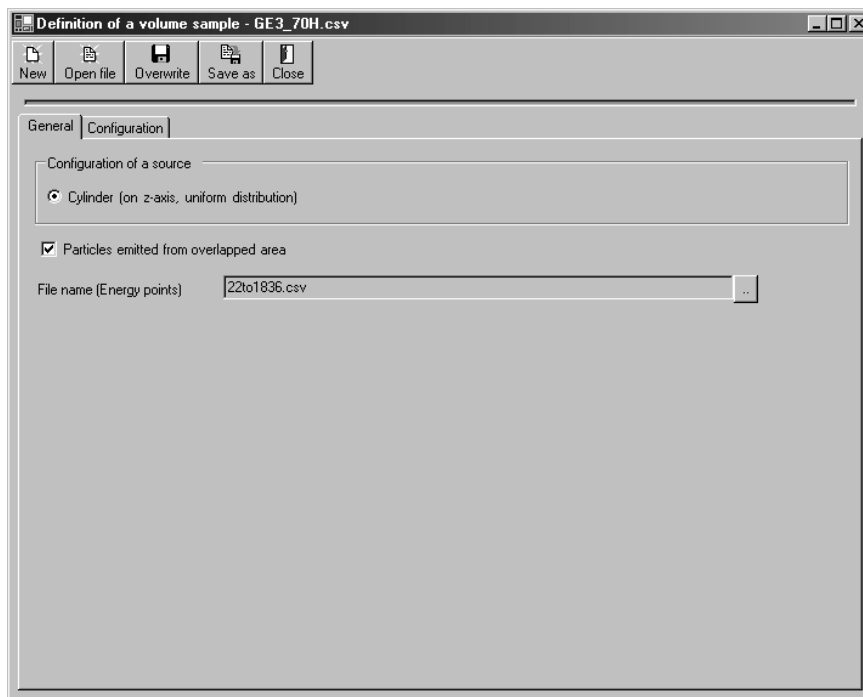 Definition of a volume sample - GE3_70H.csv
New Open file Overwrite Save as Close
General Configuration
Configuration of a source
Cylinder (on z-axis, uniform distribution)
Particles emitted from overlapped area
File name (Energy points) 22to1836.csv ..